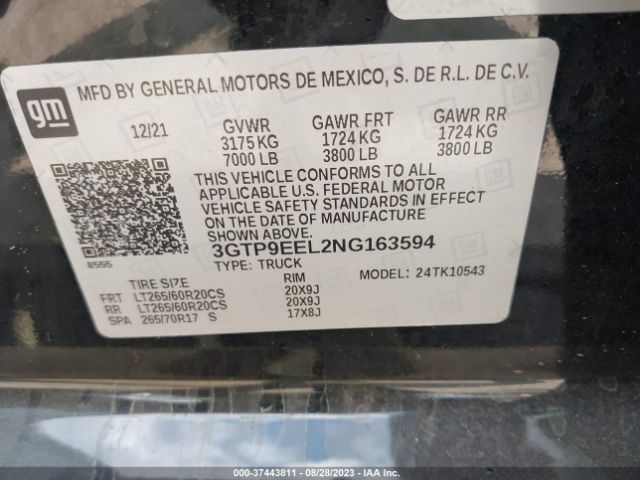 gm
MFD BY GENERAL MOTORS DE MEXICO, S. DE R.L. DE C.V.
12/21 GVWR GAWR FRT GAWR RR
3175 KG 1724 KG 1724 KG
7000 LB 3800 LB 3800 LB
THIS VEHICLE CONFORMS TO ALL
APPLICABLE U.S. FEDERAL MOTOR
VEHICLE SAFETY STANDARDS IN EFFECT
ON THE DATE OF MANUFACTURE.
8555 3GTP9EEL2NG163594
TYPE: TRUCK MODEL: 24TK10543
TIRE SIZE RIM
FRT LT265/60R20CS 20X9J
RR LT265/60R20CS 20X9J
SPA 265/70R17 S 17X8J
000-37443811 - 08/28/2023 - IAA Inc.